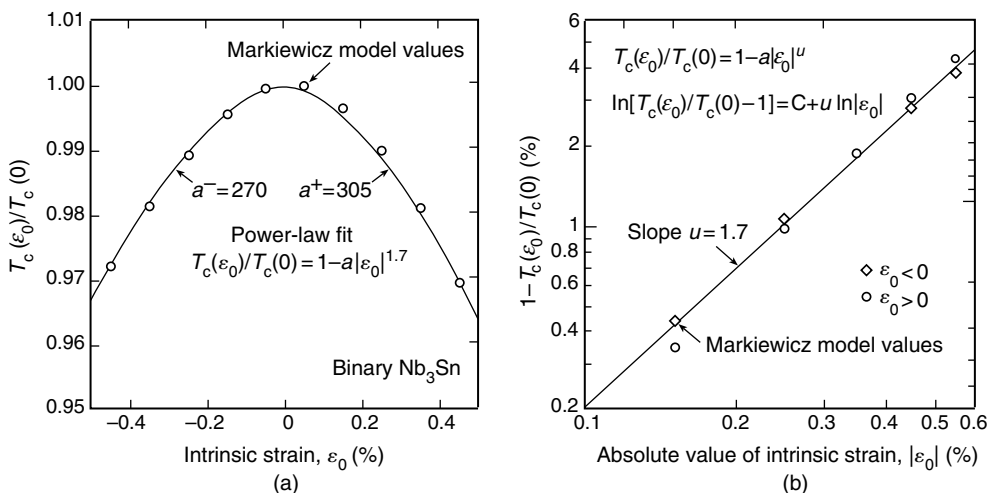 1.01
1.00
0.99
0.98
0.97
0.96
0.95
T_c(ε_0)/T_c (0)
Markiewicz model values
a⁻=270
a⁺=305
Power-law fit
T_c(ε_0)/T_c(0)=1–a|ε_0|^1.7
Binary Nb_3Sn
–0.4
–0.2
0
0.2
0.4
Intrinsic strain, ε_0 (%)
(a)
6
4
2
1
0.8
0.6
0.4
0.2
1–T_c(ε_0)/T_c(0) (%)
T_c(ε_0)/T_c(0)=1–a|ε_0|^u
ln[T_c(ε_0)/T_c(0)–1]=C+u ln|ε_0|
Slope u=1.7
ε_0<0
ε_0>0
Markiewicz model values
0.1
0.2
0.3
0.4
0.5
0.6
Absolute value of intrinsic strain, |ε_0| (%)
(b)